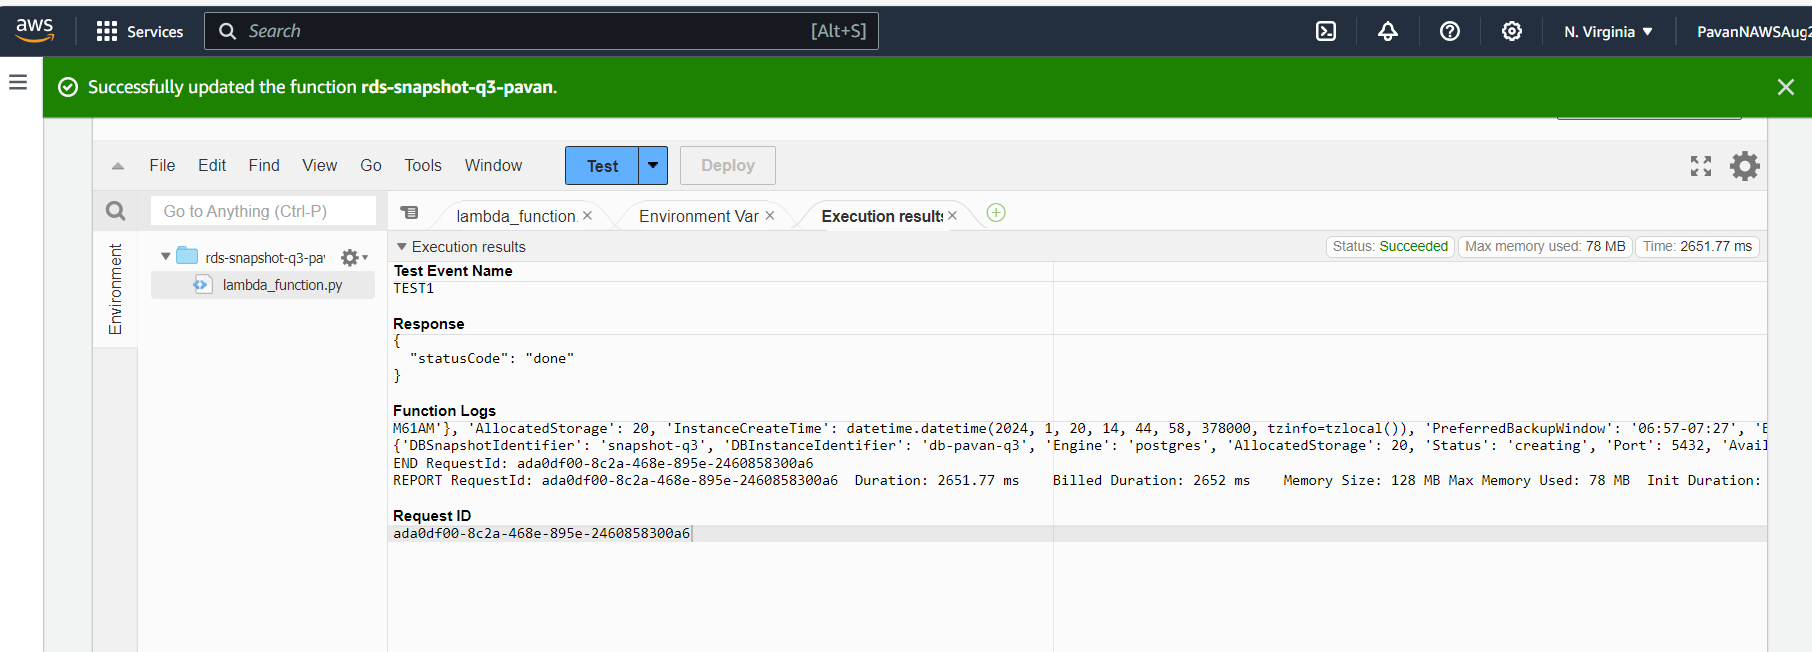 aws Services Search [Alt+S] N. Virginia ▼ PavanNAWSAug2
Successfully updated the function rds-snapshot-q3-pavan.
File Edit Find View Go Tools Window Test Deploy
Go to Anything (Ctrl-P) lambda_function Environment Var Execution results
Execution results Status: Succeeded Max memory used: 78 MB Time: 2651.77 ms
Environment
rds-snapshot-q3-pav
lambda_function.py
Test Event Name
TEST1
Response
{
"statusCode": "done"
}
Function Logs
M61AM'}, 'AllocatedStorage': 20, 'InstanceCreateTime': datetime.datetime(2024, 1, 20, 14, 44, 58, 378000, tzinfo=tzlocal()), 'PreferredBackupWindow': '06:57-07:27', 'B
{'DBSnapshotIdentifier': 'snapshot-q3', 'DBInstanceIdentifier': 'db-pavan-q3', 'Engine': 'postgres', 'AllocatedStorage': 20, 'Status': 'creating', 'Port': 5432, 'Avail
END RequestId: ada0df00-8c2a-468e-895e-2460858300a6
REPORT RequestId: ada0df00-8c2a-468e-895e-2460858300a6 Duration: 2651.77 ms Billed Duration: 2652 ms Memory Size: 128 MB Max Memory Used: 78 MB Init Duration:
Request ID
ada0df00-8c2a-468e-895e-2460858300a6